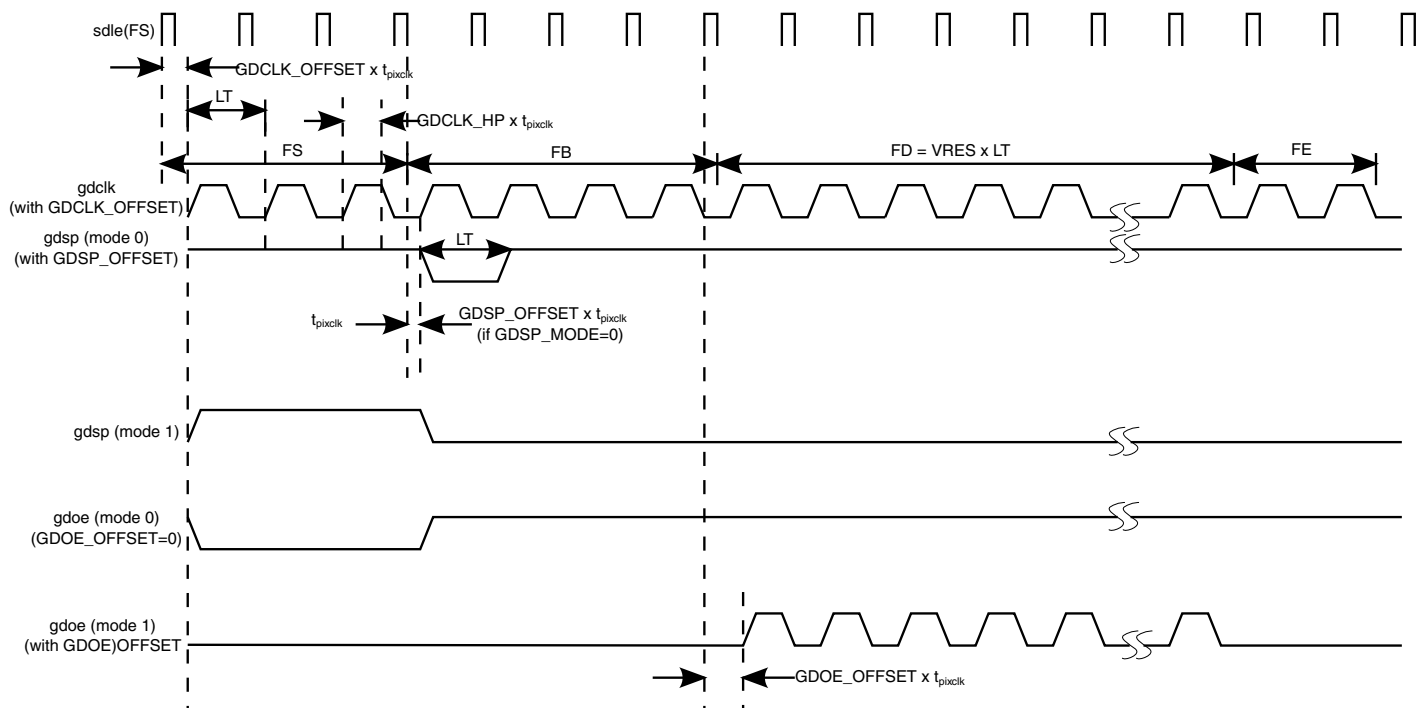 sdle(FS)
GDCLK_OFFSET x tpixclk
LT
GDCLK_HP x tpixclk
FS
FB
FD = VRES x LT
FE
gdclk
(with GDCLK_OFFSET)
gdsp (mode 0)
(with GDSP_OFFSET)
LT
tpixclk
GDSP_OFFSET x tpixclk
(if GDSP_MODE=0)
gdsp (mode 1)
gdoe (mode 0)
(GDOE_OFFSET=0)
gdoe (mode 1)
(with GDOE)OFFSET
GDOE_OFFSET x tpixclk